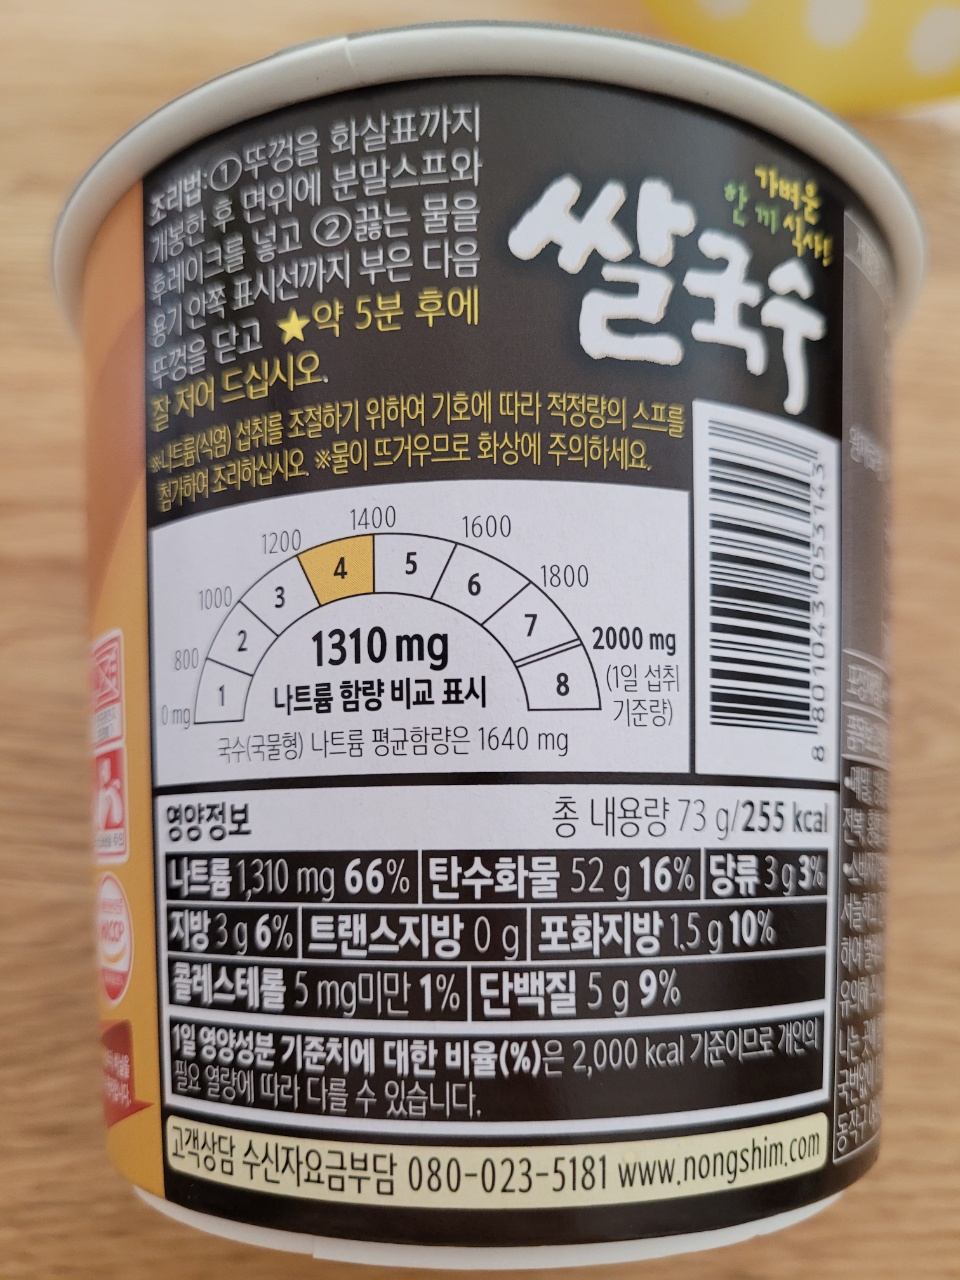 조리법:①뚜껑을 화살표까지
개봉한 후 면위에 분말스프와
후레이크를 넣고 ②끓는 물을
용기 안쪽 표시선까지 부은 다음
뚜껑을 닫고 ★약 5분 후에
잘 저어 드십시오.
가벼운
한 끼 식사!
쌀국수
※나트륨(식염) 섭취를 조절하기 위하여 기호에 따라 적정량의 스프를
첨가하여 조리하십시오. ※물이 뜨거우므로 화상에 주의하세요.
0 mg 800 1000 1200 1400 1600 1800 2000 mg
(1일 섭취
기준량)
1 2 3 4 5 6 7 8
1310 mg
나트륨 함량 비교 표시
국수(국물형) 나트륨 평균함량은 1640 mg
8 801043 053143
영양정보 총 내용량 73 g/255 kcal
나트륨 1,310 mg 66% 탄수화물 52 g 16% 당류 3 g 3%
지방 3 g 6% 트랜스지방 0 g 포화지방 1.5 g 10%
콜레스테롤 5 mg미만 1% 단백질 5 g 9%
1일 영양성분 기준치에 대한 비율(%)은 2,000 kcal 기준이므로 개인의
필요 열량에 따라 다를 수 있습니다.
고객상담 수신자요금부담 080-023-5181 www.nongshim.com